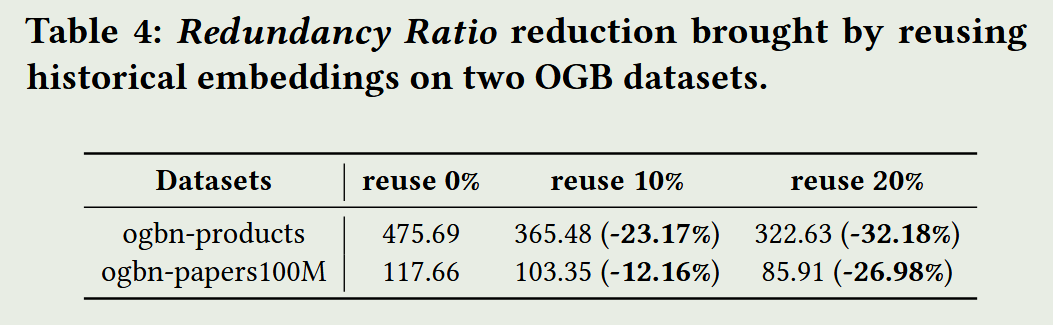 Table 4: Redundancy Ratio reduction brought by reusing
historical embeddings on two OGB datasets.
Datasets reuse 0% reuse 10% reuse 20%
ogbn-products 475.69 365.48 (-23.17%) 322.63 (-32.18%)
ogbn-papers100M 117.66 103.35 (-12.16%) 85.91 (-26.98%)